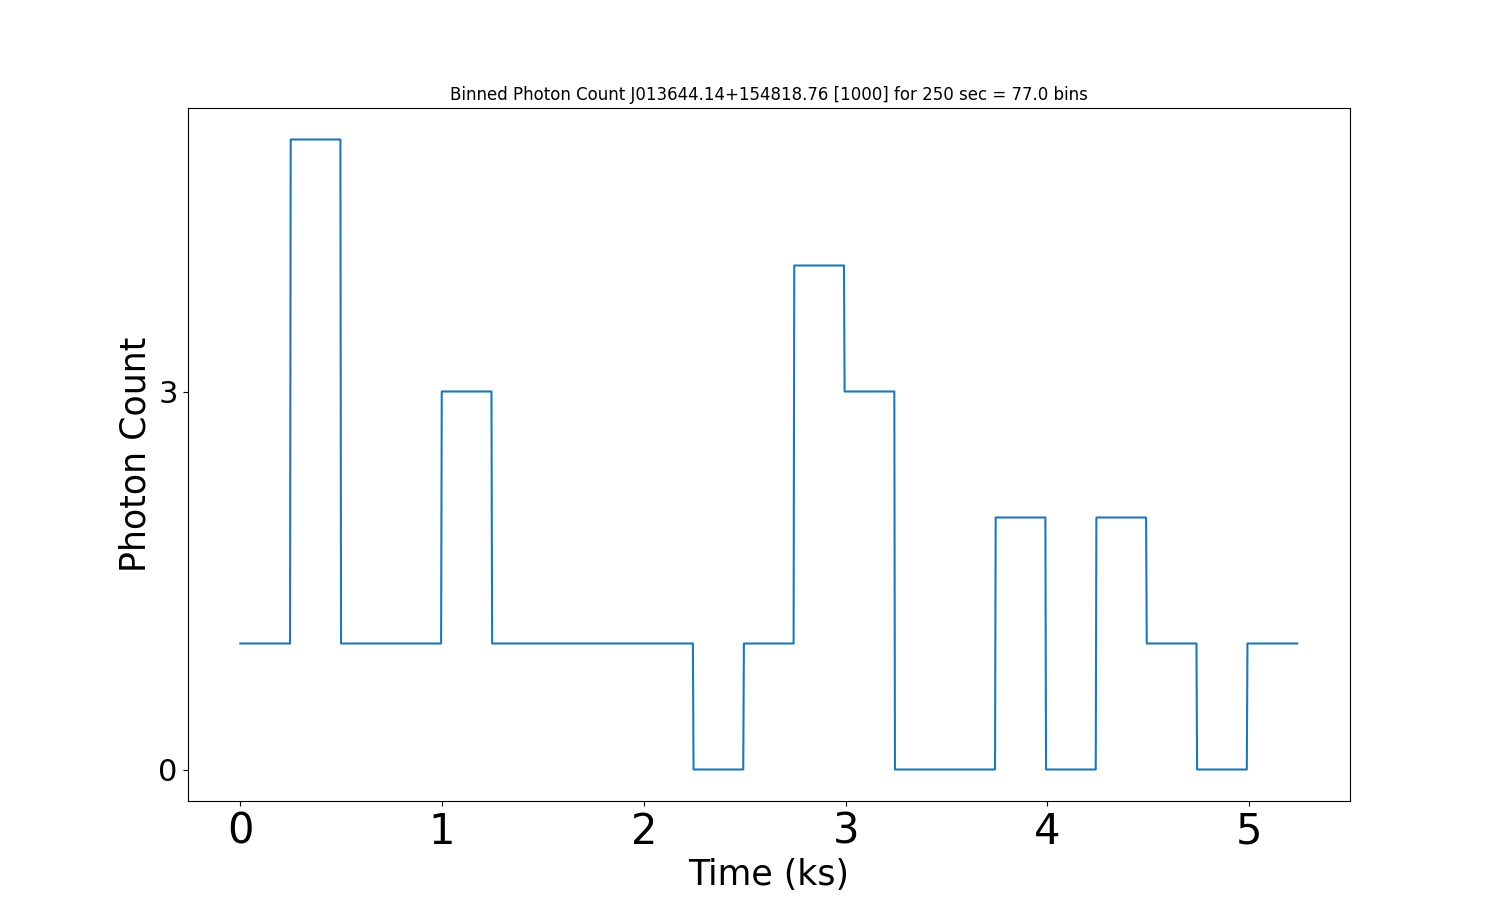 Binned Photon Count J013644.14+154818.76 [1000] for 250 sec = 77.0 bins
Photon Count
3
0
0 1 2 3 4 5
Time (ks)